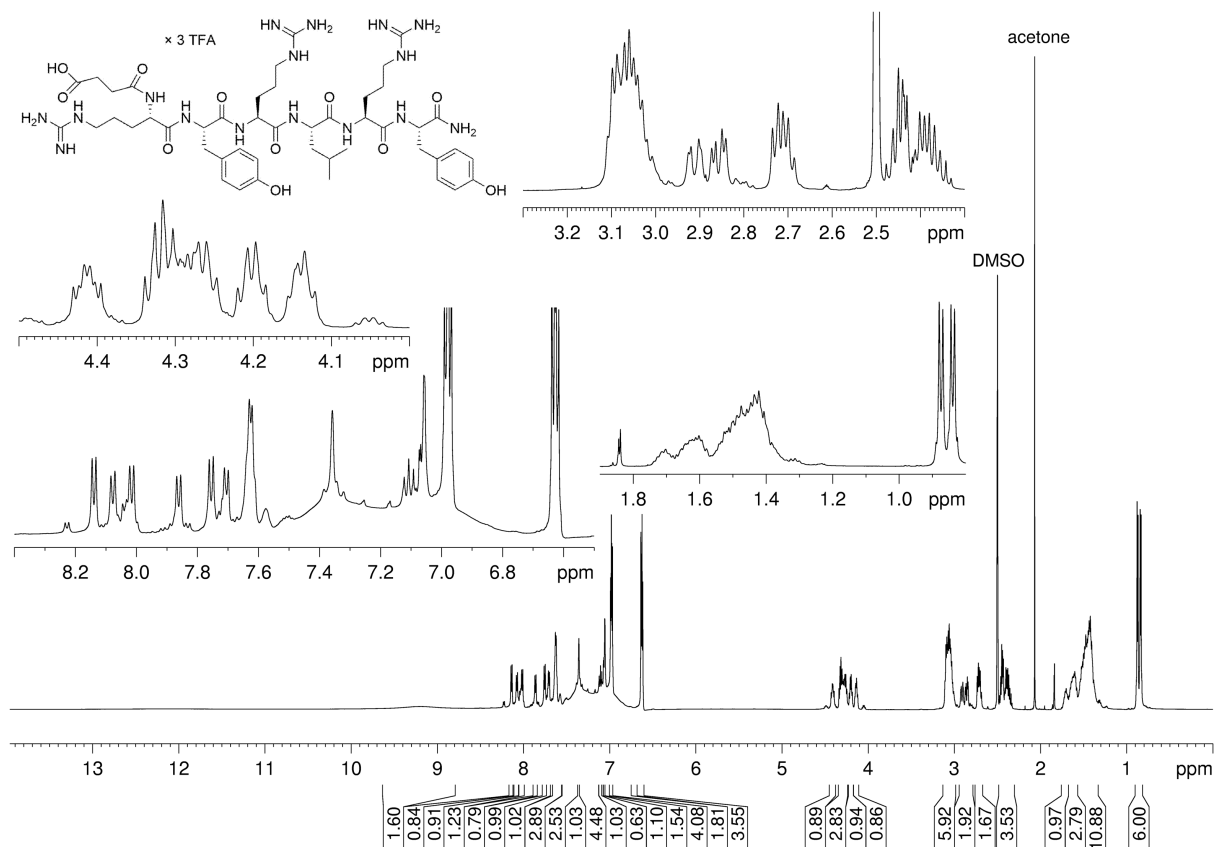 × 3 TFA
HN NH₂
NH
HN NH₂
NH
HO O
O
O NH
H₂N H
N
NH
O
H
N
O
N
H
O
H
N
O
N
H
O
H
N
O
NH₂
OH
OH
acetone
3.2 3.1 3.0 2.9 2.8 2.7 2.6 2.5 ppm
DMSO
4.4 4.3 4.2 4.1 ppm
1.8 1.6 1.4 1.2 1.0 ppm
8.2 8.0 7.8 7.6 7.4 7.2 7.0 6.8 ppm
13 12 11 10 9 8 7 6 5 4 3 2 1 ppm
1.60 0.84 0.91 1.23 0.79 0.99 1.02 2.89 2.53 1.03 4.48 1.03 0.63 1.10 1.54 4.08 1.81 3.55 0.89 2.83 0.94 0.86 5.92 1.92 1.67 3.53 0.97 2.79 10.88 6.00